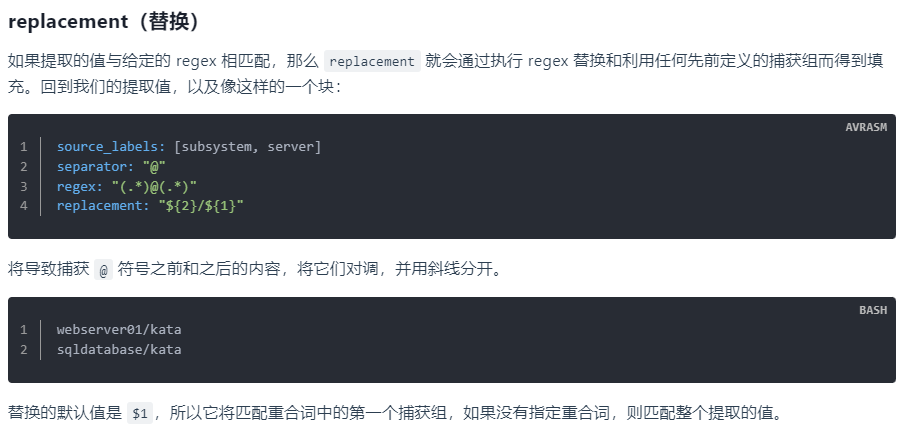 replacement（替换）
如果提取的值与给定的 regex 相匹配，那么 replacement 就会通过执行 regex 替换和利用任何先前定义的捕获组而得到填
充。回到我们的提取值，以及像这样的一个块：
AVRASM
1 source_labels: [subsystem, server]
2 separator: "@"
3 regex: "(.*)@(.*)"
4 replacement: "${2}/${1}"
将导致捕获 @ 符号之前和之后的内容，将它们对调，并用斜线分开。
BASH
1 webserver01/kata
2 sqldatabase/kata
替换的默认值是 $1，所以它将匹配重合词中的第一个捕获组，如果没有指定重合词，则匹配整个提取的值。